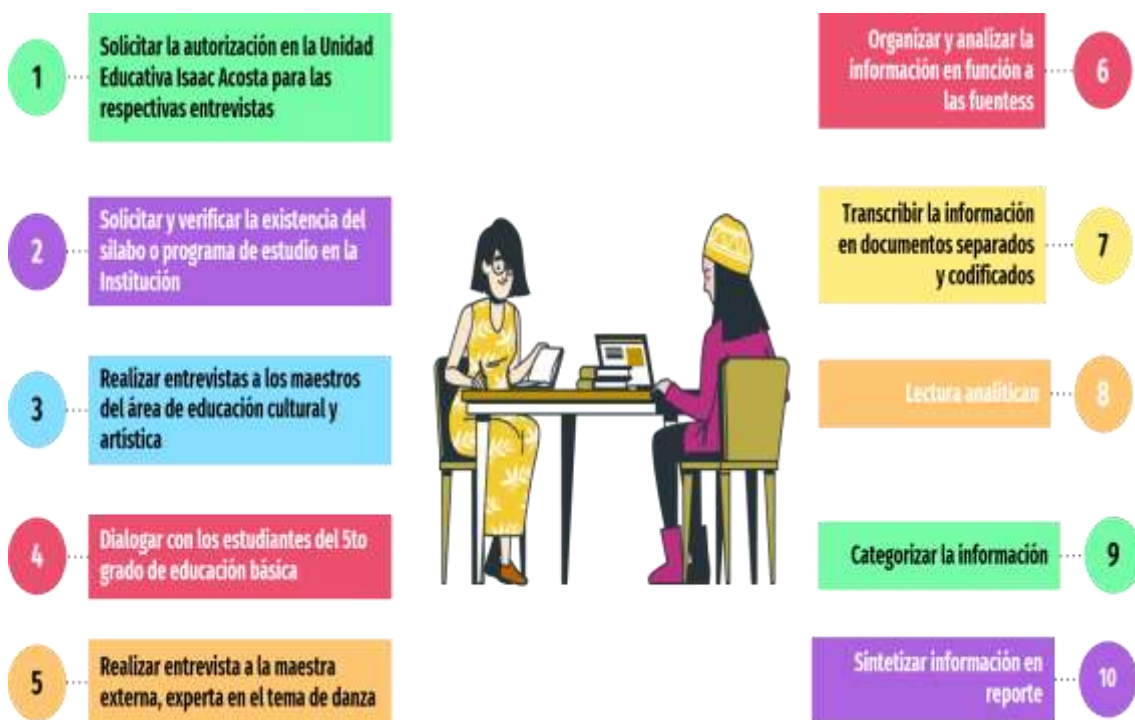 1
Solicitar la autorización en la Unidad
Educativa Isaac Acosta para las
respectivas entrevistas
2
Solicitar y verificar la existencia del
silabo o programa de estudio en la
Institución
3
Realizar entrevistas a los maestros
del área de educación cultural y
artística
4
Dialogar con los estudiantes del 5to
grado de educación básica
5
Realizar entrevista a la maestra
externa, experta en el tema de danza
Organizar y analizar la
información en función a
las fuentess
6
Transcribir la información
en documentos separados
y codificados
7
Lectura analítican
8
Categorizar la información
9
Sintetizar información en
reporte
10